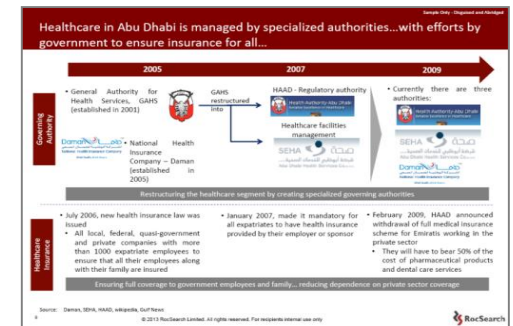 Sample Only - Disguised and Abridged
Healthcare in Abu Dhabi is managed by specialized authorities…with efforts by
government to ensure insurance for all…
2005
2007
2009
Governing
Authority
• General Authority for
Health Services, GAHS
(established in 2001)
GAHS
restructured
into
HAAD - Regulatory authority
Health Authority-Abu Dhabi
Healthcare facilities
management
SEHA
• Currently there are three
authorities:
Health Authority-Abu Dhabi
SEHA
Daman
Daman
• National Health
Insurance
Company – Daman
(established in
2005)
Restructuring the healthcare segment by creating specialized governing authorities
Healthcare
Insurance
• July 2006, new health insurance law was
issued
• All local, federal, quasi-government
and private companies with more
than 1000 expatriate employees to
ensure that all their employees along
with their family are insured
• January 2007, made it mandatory for
all expatriates to have health insurance
provided by their employer or sponsor
• February 2009, HAAD announced
withdrawal of full medical insurance
scheme for Emiratis working in the
private sector
• They will have to bear 50% of the
cost of pharmaceutical products
and dental care services
Ensuring full coverage to government employees and family... reducing dependence on private sector coverage
Source: Daman, SEHA, HAAD, wikipedia, Gulf News
© 2013 RocSearch Limited. All rights reserved. For recipients internal use only
RocSearch